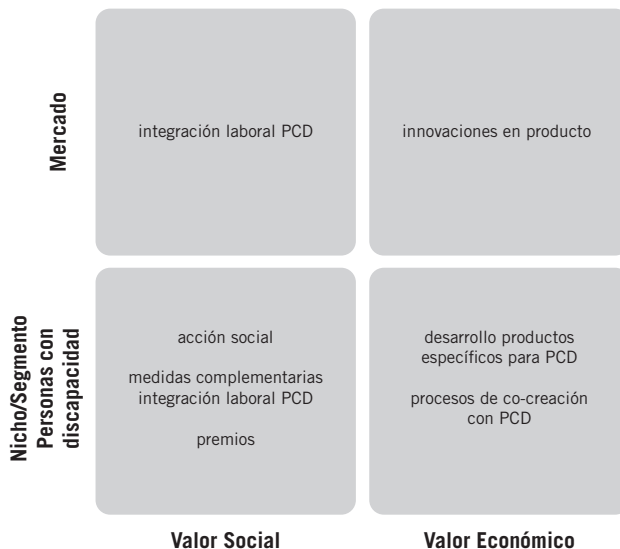 Mercado
integración laboral PCD
innovaciones en producto
Nicho/Segmento
Personas con
discapacidad
acción social
medidas complementarias
integración laboral PCD
premios
desarrollo productos
específicos para PCD
procesos de co-creación
con PCD
Valor Social
Valor Económico